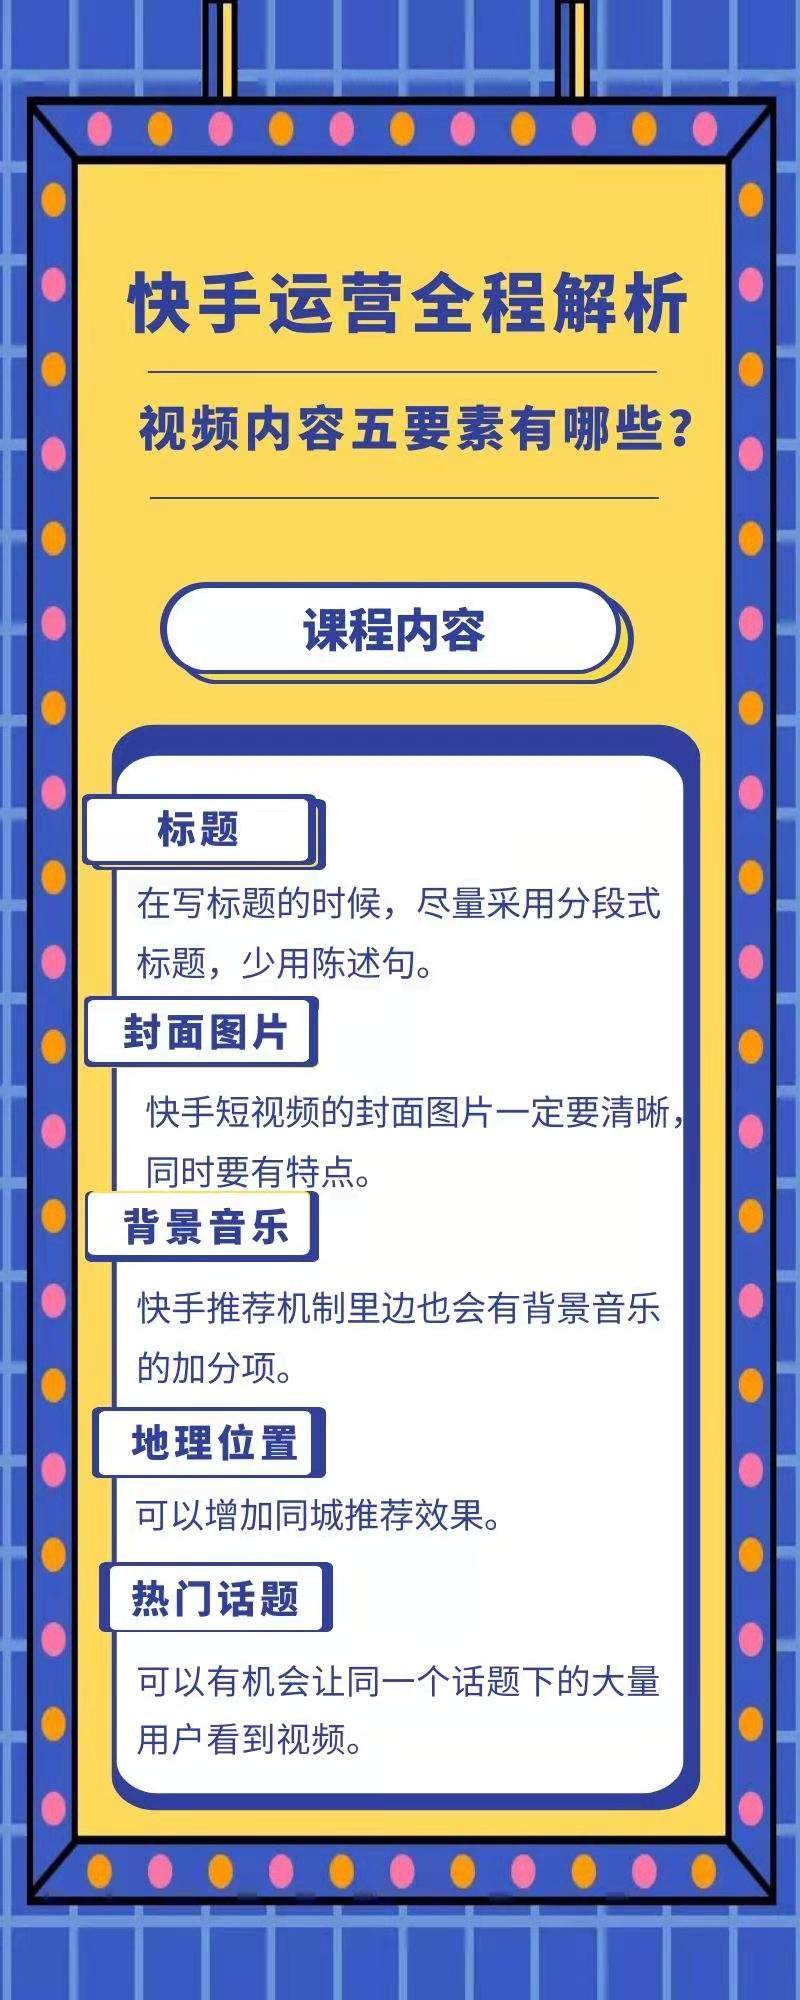 快手运营全程解析
视频内容五要素有哪些？
课程内容
标题
在写标题的时候，尽量采用分段式
标题，少用陈述句。
封面图片
快手短视频的封面图片一定要清晰，
同时要有特点。
背景音乐
快手推荐机制里边也会有背景音乐
的加分项。
地理位置
可以增加同城推荐效果。
热门话题
可以有机会让同一个话题下的大量
用户看到视频。